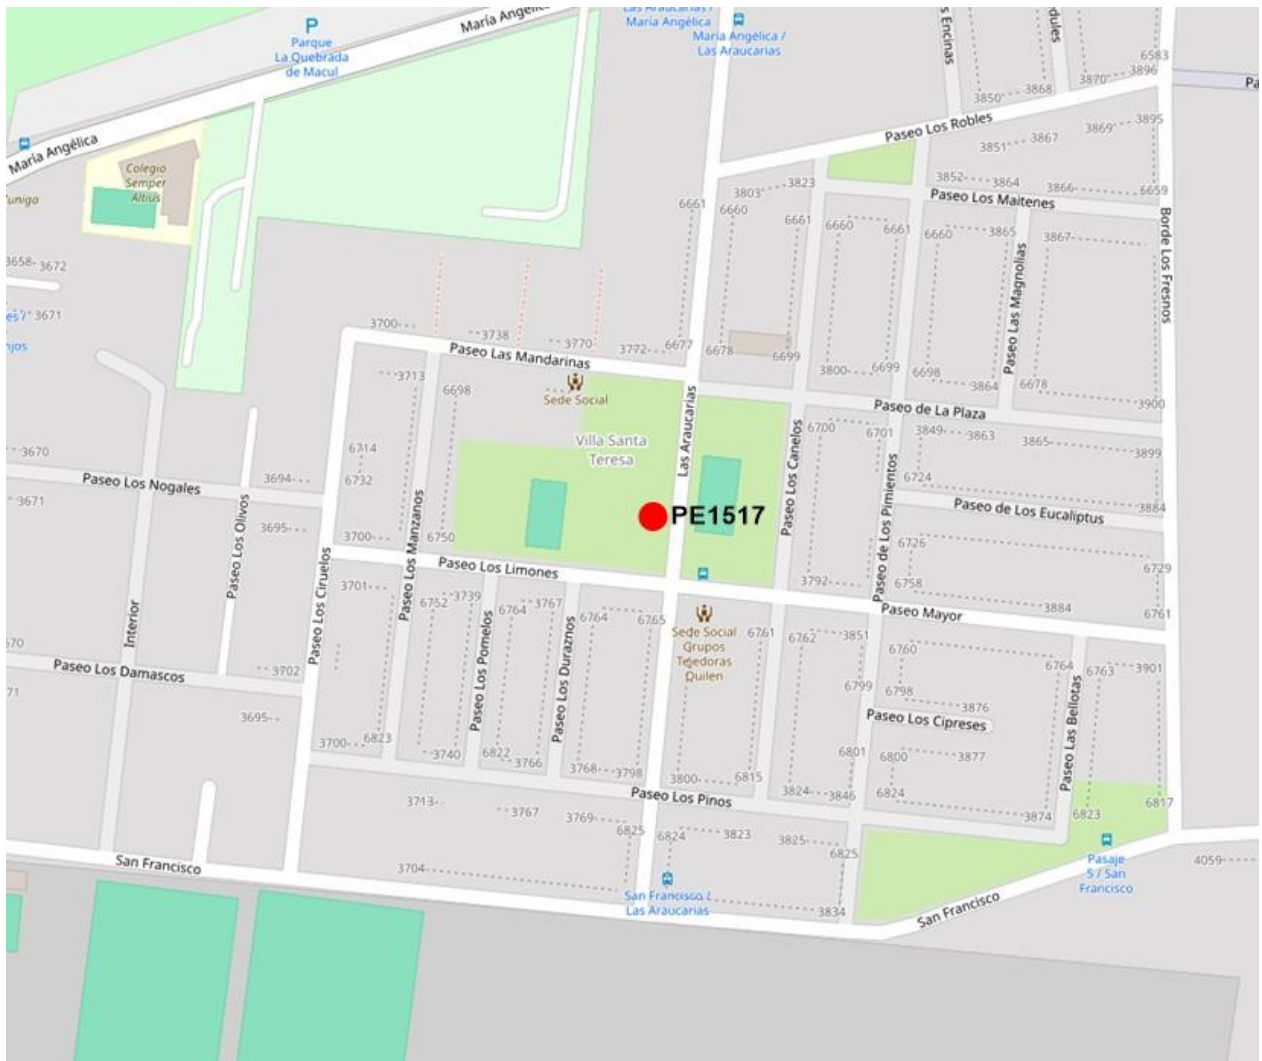 María Angélica
Las Araucarias /
María Angélica
María Angélica /
Las Araucarias
P
Parque
La Quebrada
de Macul
María Angélica
Colegio
Semper
Altius
6583
3896
3870
3868
3850
Paseo Los Robles
3895
3869
3867
3851
3852
3864
3866
6659
Paseo Los Maitenes
3823
3803
6661
6660
6661
6660
6661
6660
3865
3867
Borde Los Fresnos
Paseo Las Magnolias
3658
3672
3671
3700
3738
3770
3772
6677
6678
6699
Paseo Las Mandarinas
3713
6698
Sede Social
Villa Santa
Teresa
Las Araucarias
3800
6699
6698
3864
6678
3900
Paseo de La Plaza
6700
6701
3849
3863
3865
3899
6724
3884
Paseo de Los Eucaliptus
Paseo Los Canelos
Paseo de Los Pimientos
6714
6732
3670
3694
Paseo Los Nogales
3671
3695
Paseo Los Olivos
Paseo Los Manzanos
3700
6750
PE1517
6726
6729
6758
3792
3884
6761
Paseo Los Limones
Paseo Mayor
Interior
Paseo Los Ciruelos
3701
6752
3739
6764
3767
6764
6765
Sede Social
Grupos
Tejedoras
Quilen
6761
6762
3851
6760
6764
6763
3901
Paseo Los Damascos
3702
3695
Paseo Los Pomelos
Paseo Los Duraznos
6799
6798
3876
Paseo Los Cipreses
Paseo Las Bellotas
3700
6823
3740
6822
3766
3768
3798
3800
6815
6801
6800
3877
3824
3846
6824
3874
6823
6817
Paseo Los Pinos
3713
3767
3769
6825
6824
3823
3825
6825
3704
3834
San Francisco
San Francisco /
Las Araucarias
San Francisco
Pasaje
5 / San
Francisco
4059